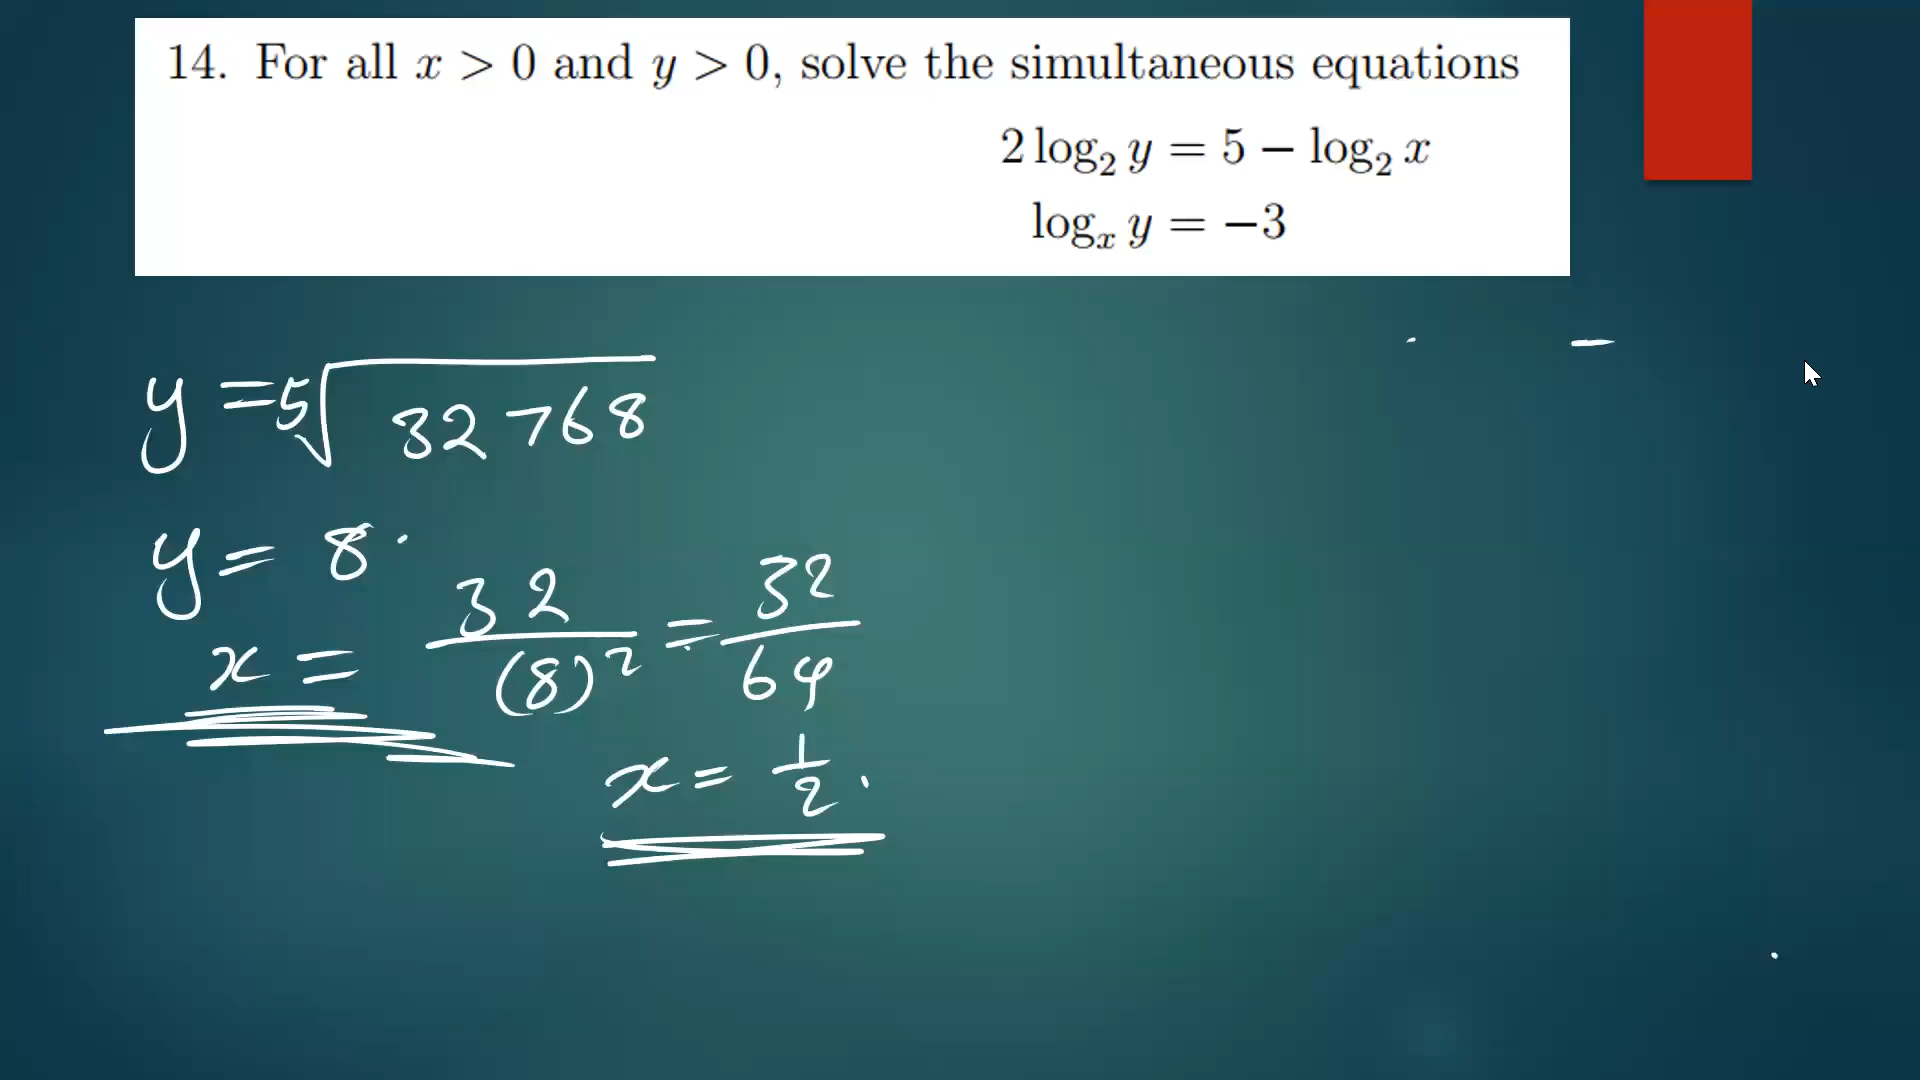 14. For all x > 0 and y > 0, solve the simultaneous equations
2 log₂ y = 5 − log₂ x
logₓ y = −3
y = ⁵√32768
y = 8.
x = 32/(8)² = 32/64
x = 1/2.